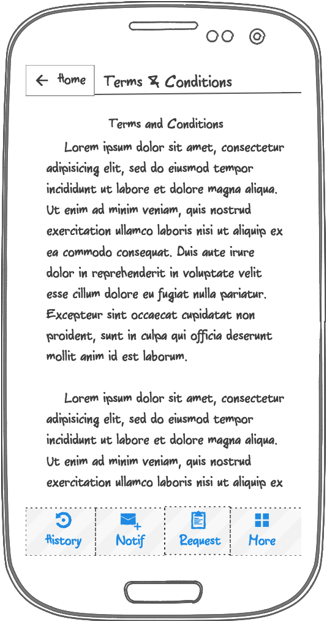 Home
Terms & Conditions
Terms and Conditions
Lorem ipsum dolor sit amet, consectetur
adipisicing elit, sed do eiusmod tempor
incididunt ut labore et dolore magna aliqua.
Ut enim ad minim veniam, quis nostrud
exercitation ullamco laboris nisi ut aliquip ex
ea commodo consequat. Duis aute irure
dolor in reprehenderit in voluptate velit
esse cillum dolore eu fugiat nulla pariatur.
Excepteur sint occaecat cupidatat non
proident, sunt in culpa qui officia deserunt
mollit anim id est laborum.
Lorem ipsum dolor sit amet, consectetur
adipisicing elit, sed do eiusmod tempor
incididunt ut labore et dolore magna aliqua.
Ut enim ad minim veniam, quis nostrud
exercitation ullamco laboris nisi ut aliquip ex
History
Notif
Request
More